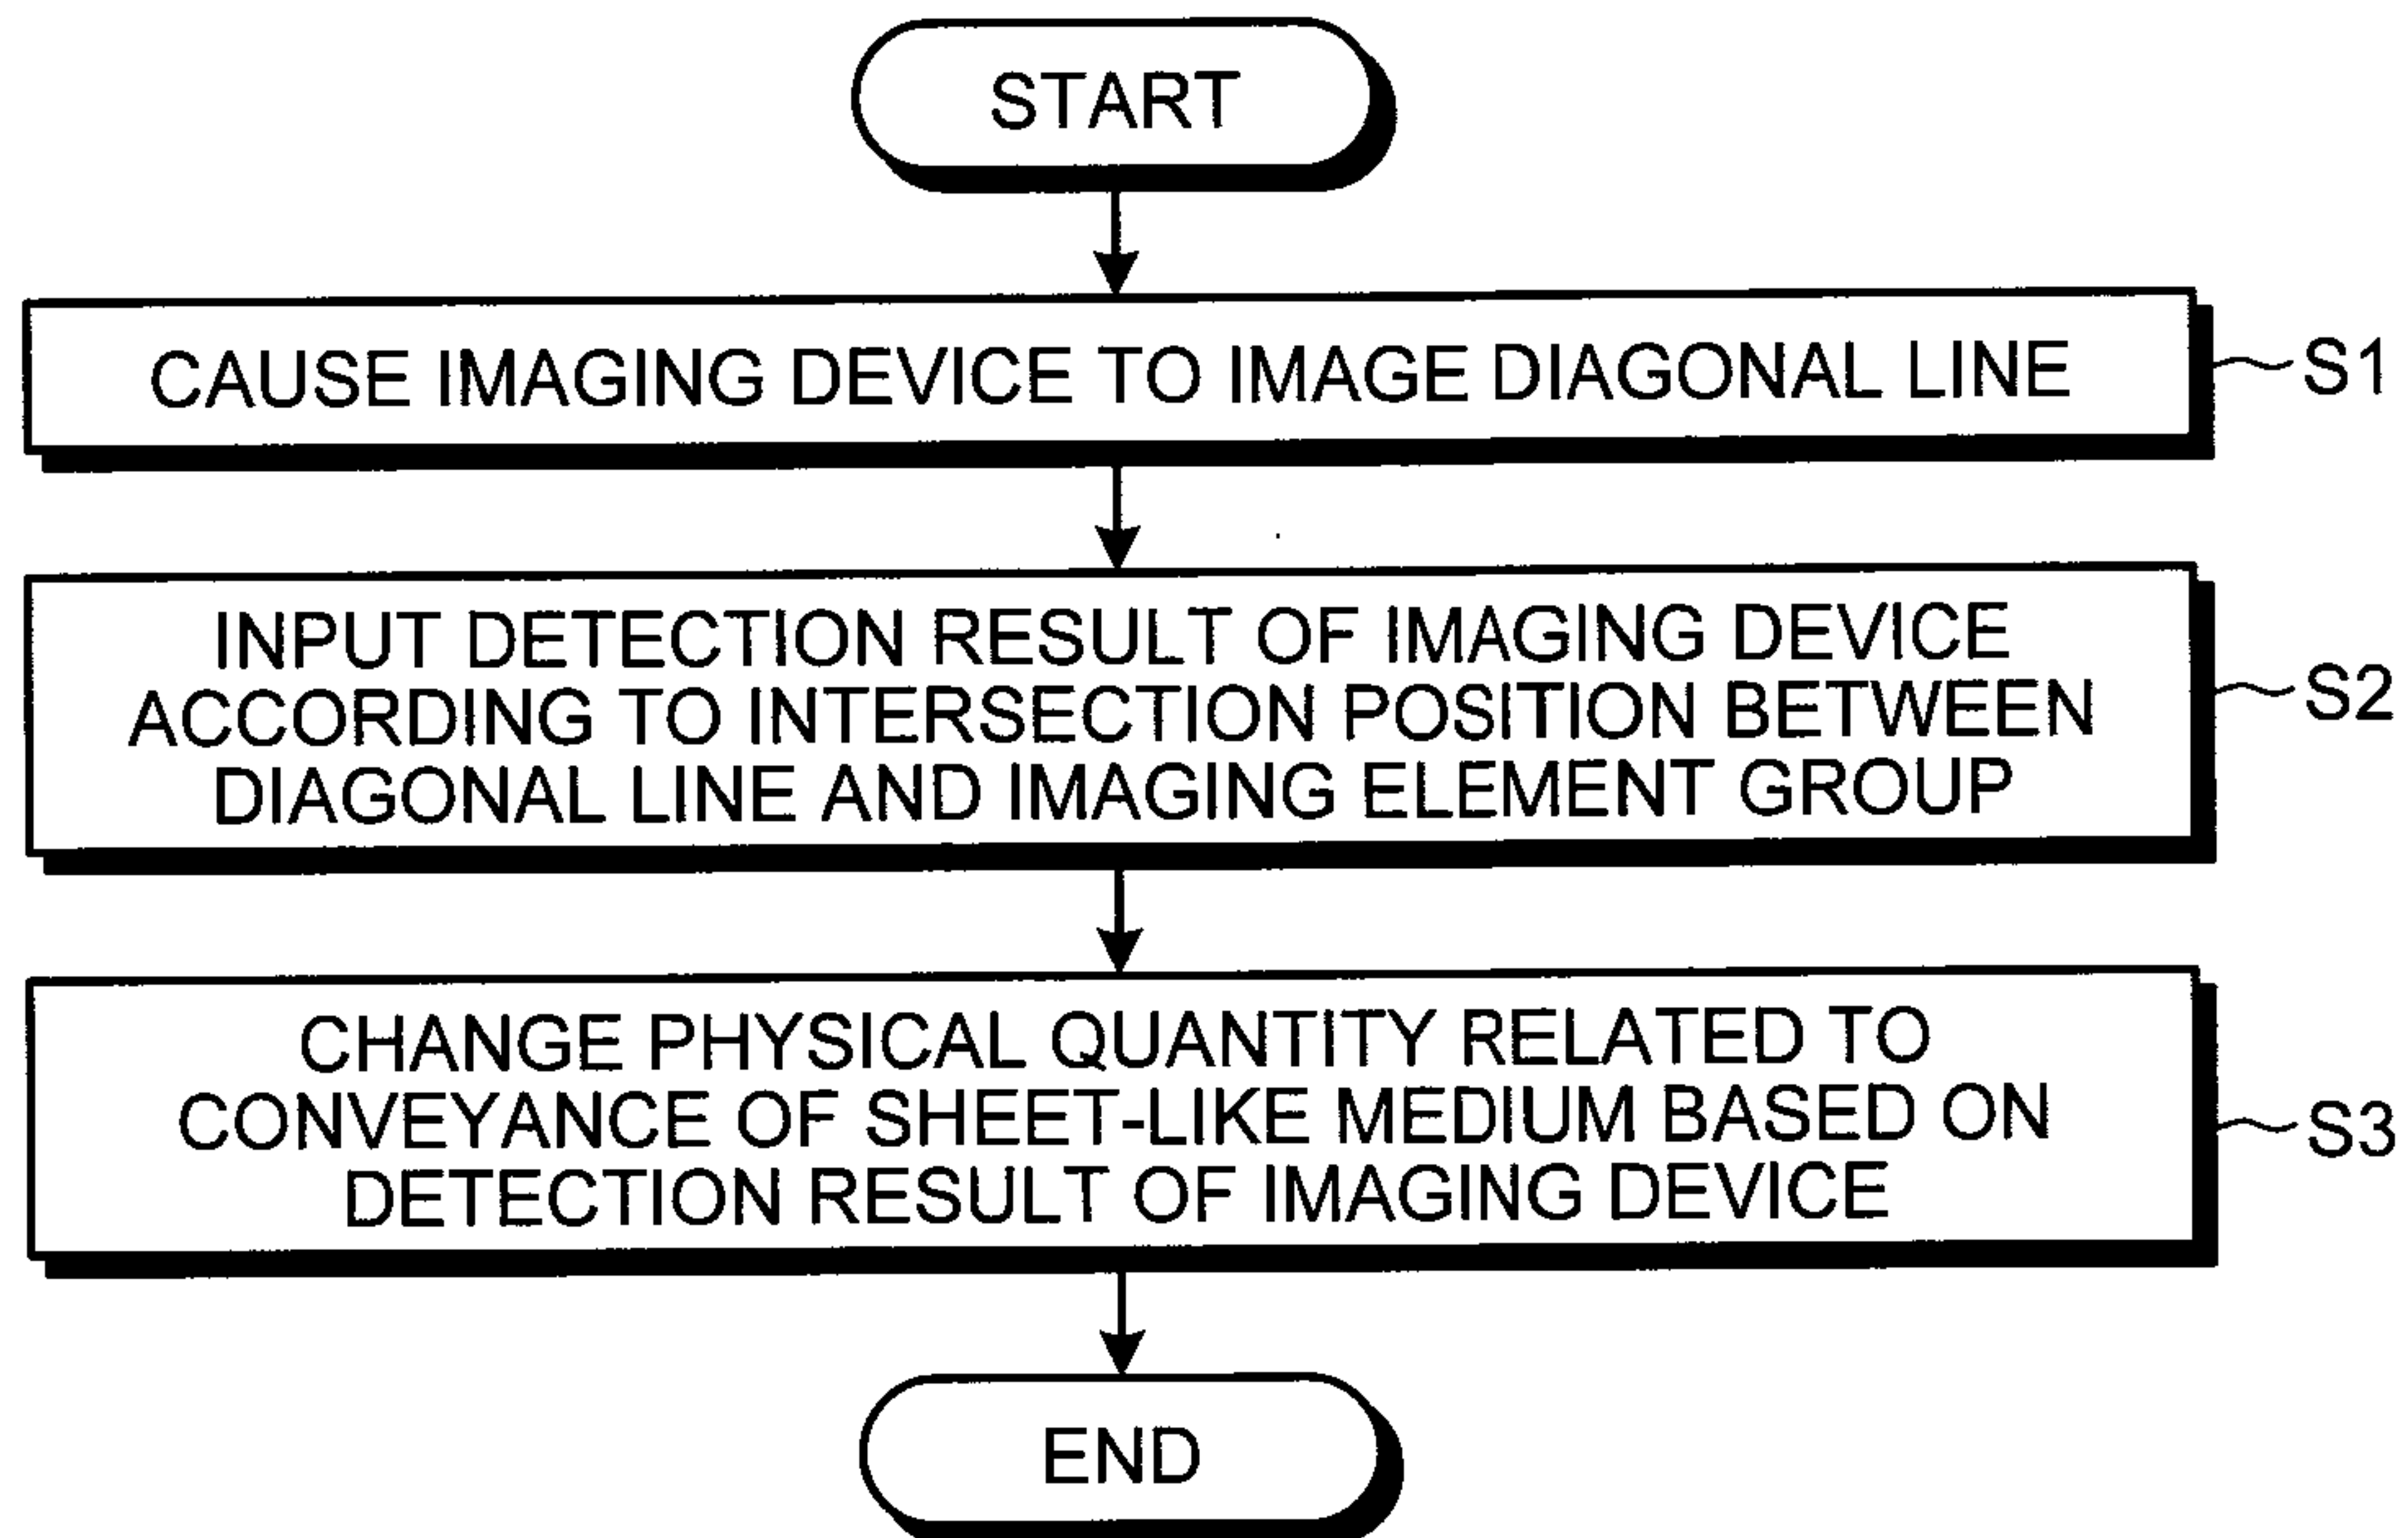 START
CAUSE IMAGING DEVICE TO IMAGE DIAGONAL LINE
S1
INPUT DETECTION RESULT OF IMAGING DEVICE
ACCORDING TO INTERSECTION POSITION BETWEEN
DIAGONAL LINE AND IMAGING ELEMENT GROUP
S2
CHANGE PHYSICAL QUANTITY RELATED TO
CONVEYANCE OF SHEET-LIKE MEDIUM BASED ON
DETECTION RESULT OF IMAGING DEVICE
S3
END